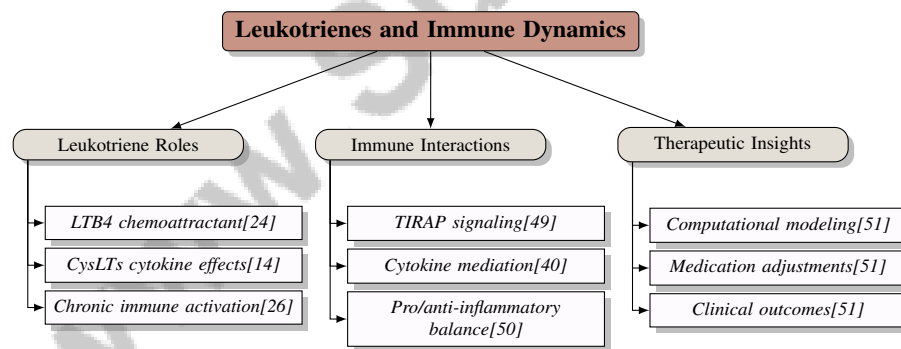 Leukotrienes and Immune Dynamics
Leukotriene Roles
LTB4 chemoattractant[24]
CysLTs cytokine effects[14]
Chronic immune activation[26]
Immune Interactions
TIRAP signaling[49]
Cytokine mediation[40]
Pro/anti-inflammatory
balance[50]
Therapeutic Insights
Computational modeling[51]
Medication adjustments[51]
Clinical outcomes[51]